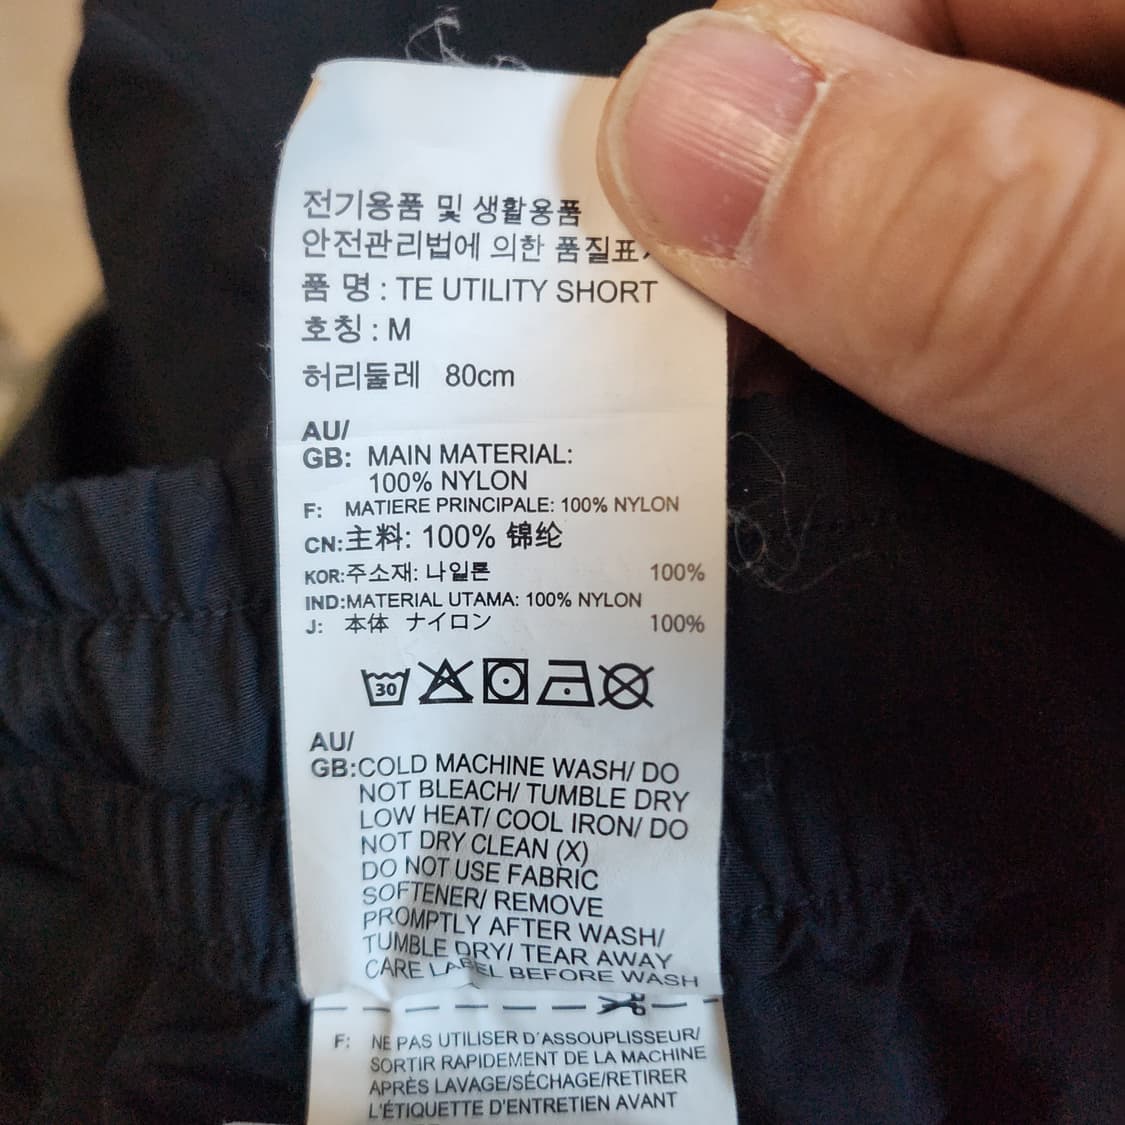 전기용품 및 생활용품
안전관리법에 의한 품질표
품 명 : TE UTILITY SHORT
호칭 : M
허리둘레 80cm
AU/
GB: MAIN MATERIAL:
100% NYLON
F: MATIERE PRINCIPALE: 100% NYLON
CN:主料: 100% 锦纶
KOR:주소재: 나일론 100%
IND:MATERIAL UTAMA: 100% NYLON
J: 本体 ナイロン 100%
30
AU/
GB:COLD MACHINE WASH/ DO
NOT BLEACH/ TUMBLE DRY
LOW HEAT/ COOL IRON/ DO
NOT DRY CLEAN (X)
DO NOT USE FABRIC
SOFTENER/ REMOVE
PROMPTLY AFTER WASH/
TUMBLE DRY/ TEAR AWAY
CARE LABEL BEFORE WASH
F: NE PAS UTILISER D'ASSOUPLISSEUR/
SORTIR RAPIDEMENT DE LA MACHINE
APRÈS LAVAGE/SÉCHAGE/RETIRER
L'ÉTIQUETTE D'ENTRETIEN AVANT